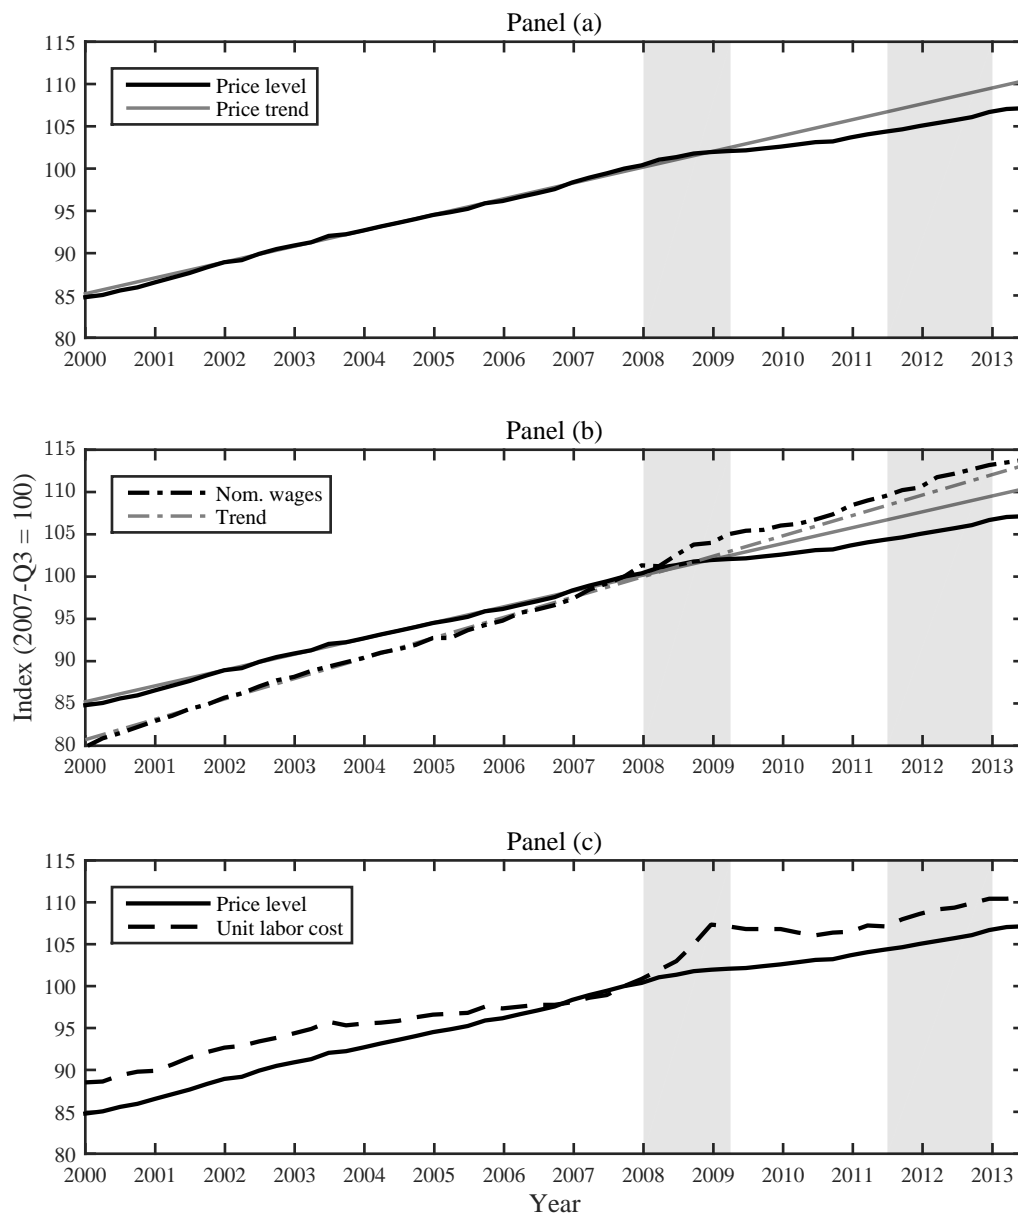 Panel (a)
115
110
105
100
95
90
85
80
Price level
Price trend
2000 2001 2002 2003 2004 2005 2006 2007 2008 2009 2010 2011 2012 2013
Panel (b)
Index (2007-Q3 = 100)
115
110
105
100
95
90
85
80
Nom. wages
Trend
2000 2001 2002 2003 2004 2005 2006 2007 2008 2009 2010 2011 2012 2013
Panel (c)
115
110
105
100
95
90
85
80
Price level
Unit labor cost
2000 2001 2002 2003 2004 2005 2006 2007 2008 2009 2010 2011 2012 2013
Year